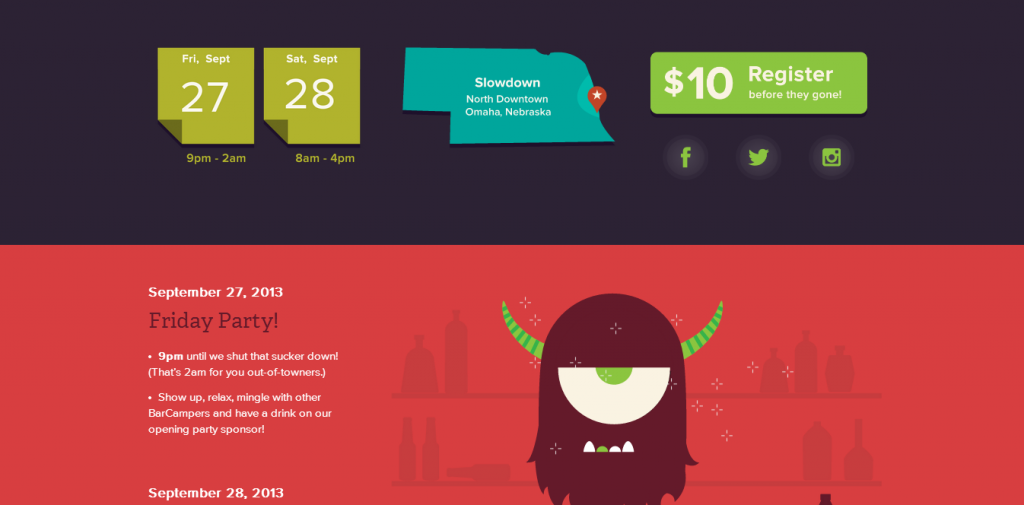 Fri, Sept
27
9pm - 2am
Sat, Sept
28
8am - 4pm
Slowdown
North Downtown
Omaha, Nebraska
$10
Register
before they gone!
September 27, 2013
Friday Party!
• 9pm until we shut that sucker down!
(That's 2am for you out-of-towners.)
• Show up, relax, mingle with other
BarCampers and have a drink on our
opening party sponsor!
September 28, 2013